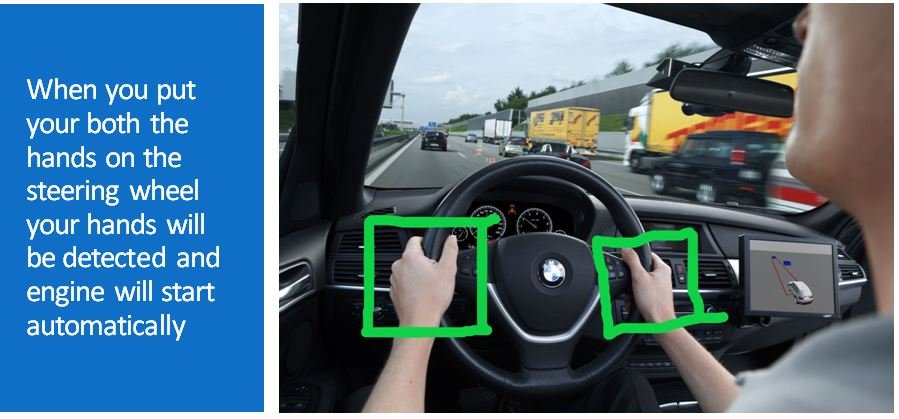 When you put
your both the
hands on the
steering wheel
your hands will
be detected and
engine will start
automatically